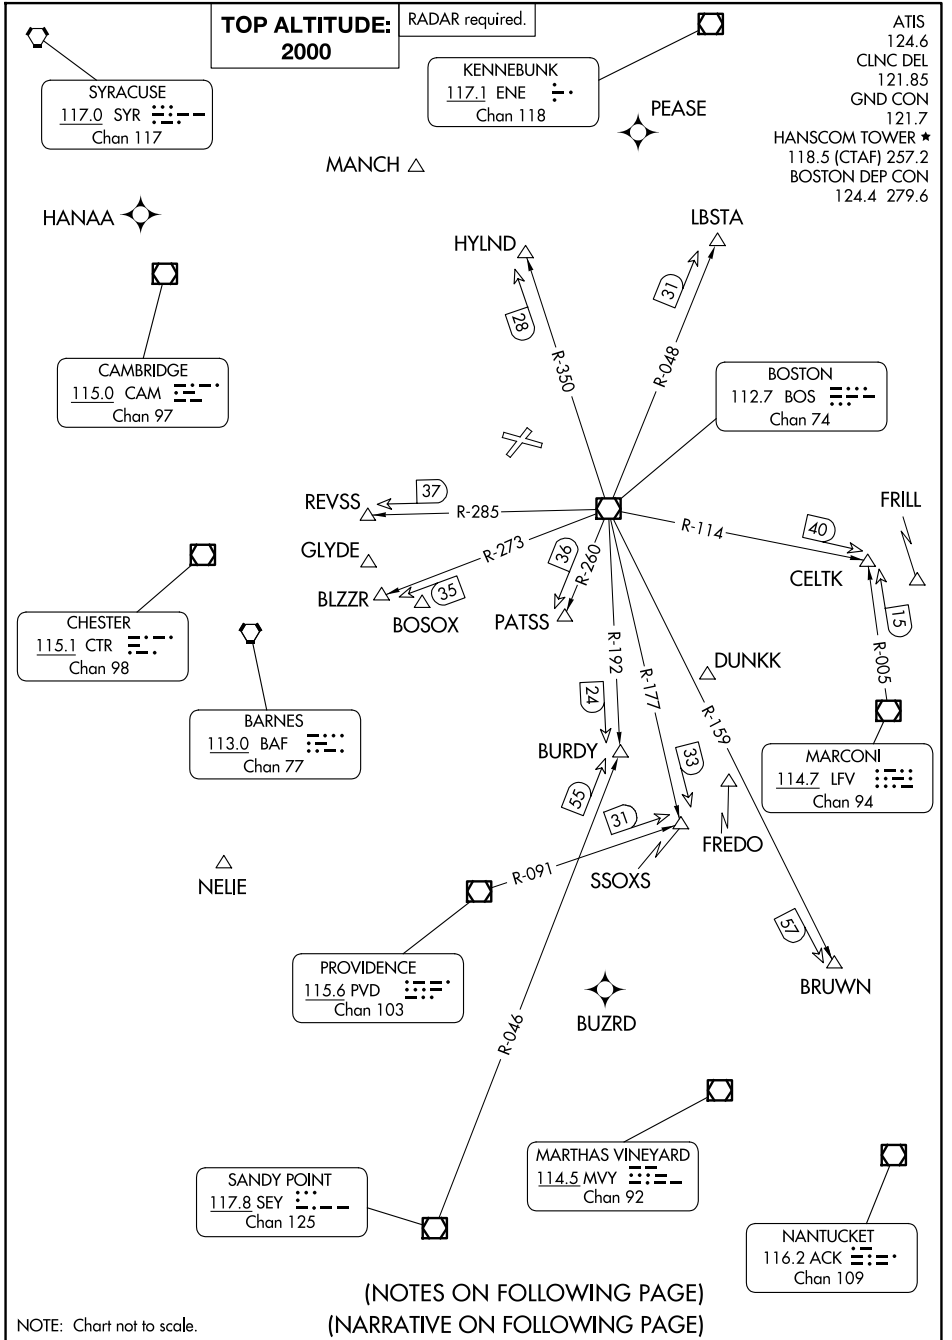 TOP ALTITUDE:
2000
RADAR required.
ATIS
124.6
CLNC DEL
121.85
GND CON
121.7
HANSCOM TOWER ★
118.5 (CTAF) 257.2
BOSTON DEP CON
124.4 279.6
SYRACUSE
117.0 SYR
Chan 117
KENNEBUNK
117.1 ENE
Chan 118
PEASE
MANCH
HANAA
HYLND
LBSTA
28
31
R-350
R-048
CAMBRIDGE
115.0 CAM
Chan 97
BOSTON
112.7 BOS
Chan 74
REVSS
37
R-285
R-114
40
FRILL
GLYDE
R-273
36
R-260
CELTK
BLZZR
35
BOSOX
PATSS
15
R-005
CHESTER
115.1 CTR
Chan 98
R-192
R-177
DUNKK
R-159
24
BARNES
113.0 BAF
Chan 77
BURDY
33
MARCONI
114.7 LFV
Chan 94
55
31
FREDO
NELIE
R-091
SSOXS
57
PROVIDENCE
115.6 PVD
Chan 103
BRUWN
BUZRD
R-046
SANDY POINT
117.8 SEY
Chan 125
MARTHAS VINEYARD
114.5 MVY
Chan 92
NANTUCKET
116.2 ACK
Chan 109
(NOTES ON FOLLOWING PAGE)
NOTE: Chart not to scale.
(NARRATIVE ON FOLLOWING PAGE)